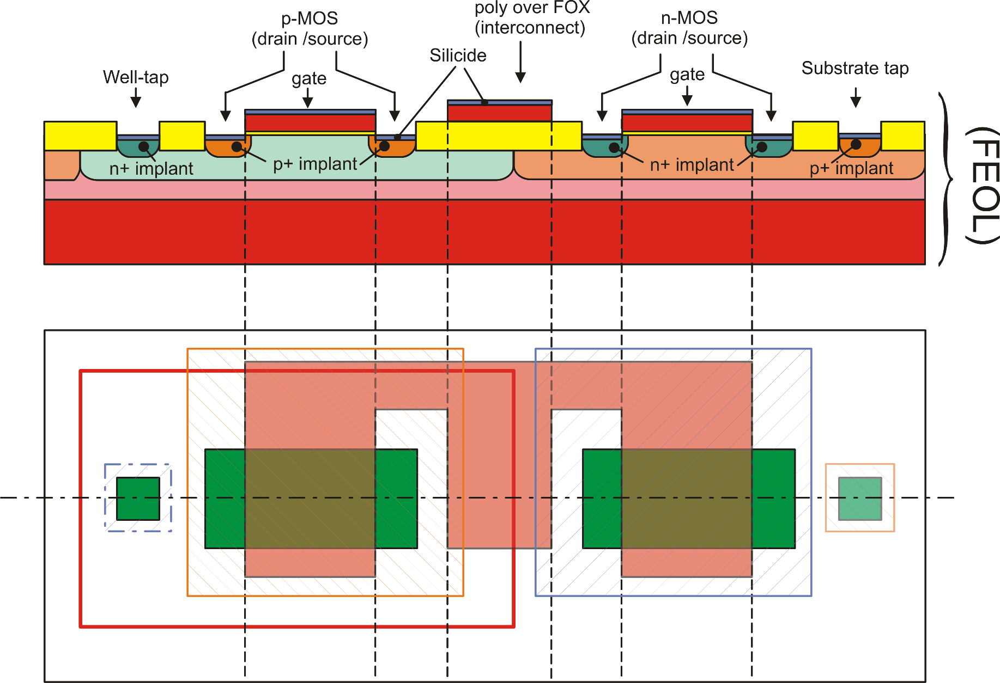 p-MOS
(drain /source)
poly over FOX
(interconnect)
n-MOS
(drain /source)
Silicide
Well-tap
gate
gate
Substrate tap
n+ implant
p+ implant
n+ implant
p+ implant
(FEOL)